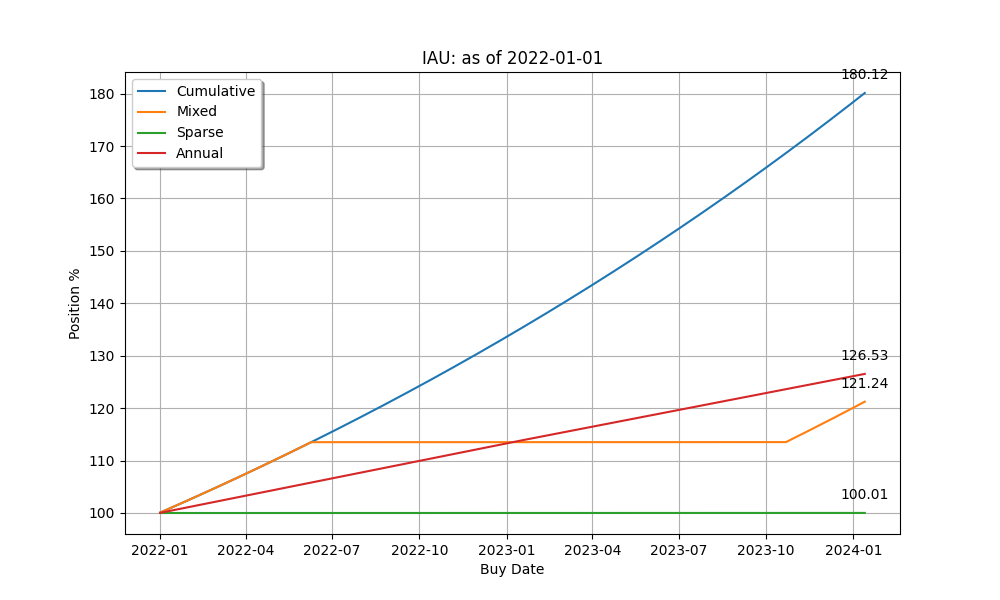 IAU: as of 2022-01-01
180.12
Cumulative
Mixed
Sparse
Annual
180
170
160
150
140
130
120
110
100
Position %
126.53
121.24
100.01
2022-01 2022-04 2022-07 2022-10 2023-01 2023-04 2023-07 2023-10 2024-01
Buy Date